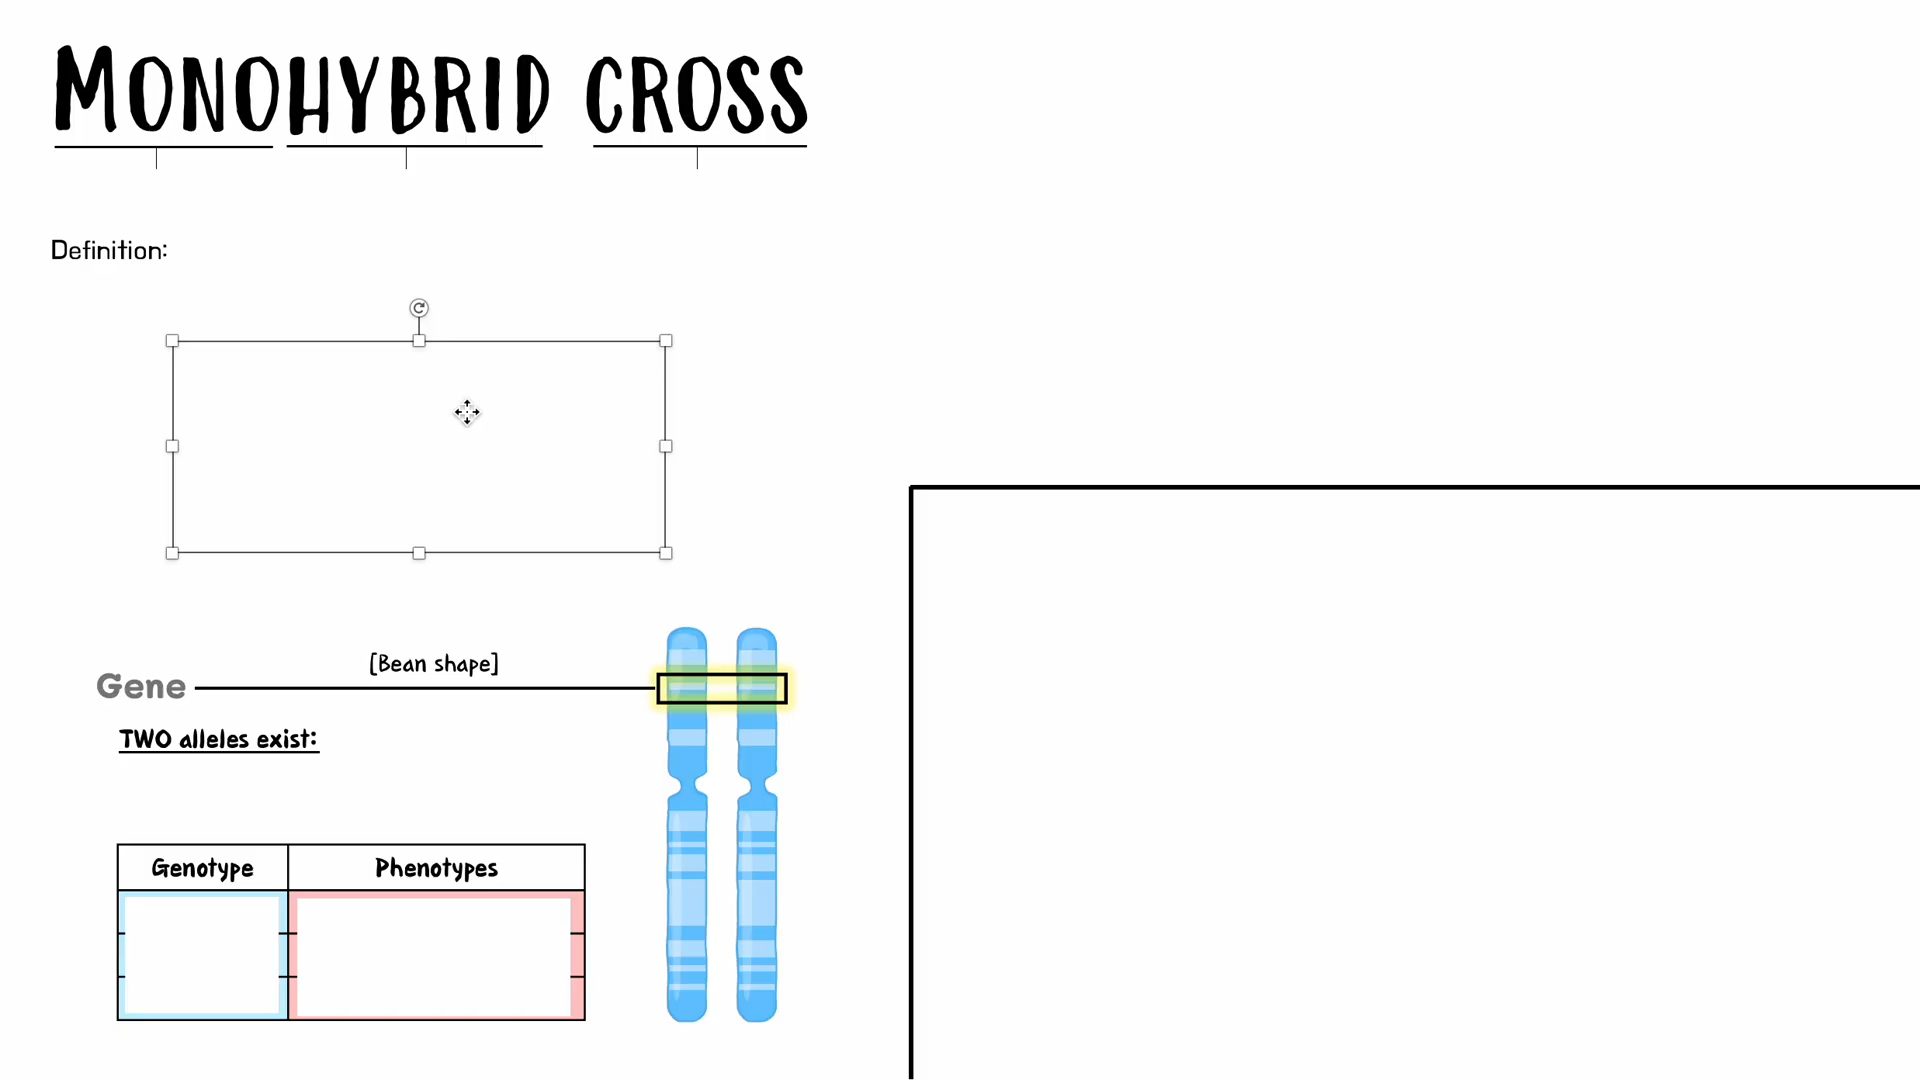 MONOHYBRID CROSS
Definition:
[Bean shape]
Gene
TWO alleles exist:
Genotype Phenotypes